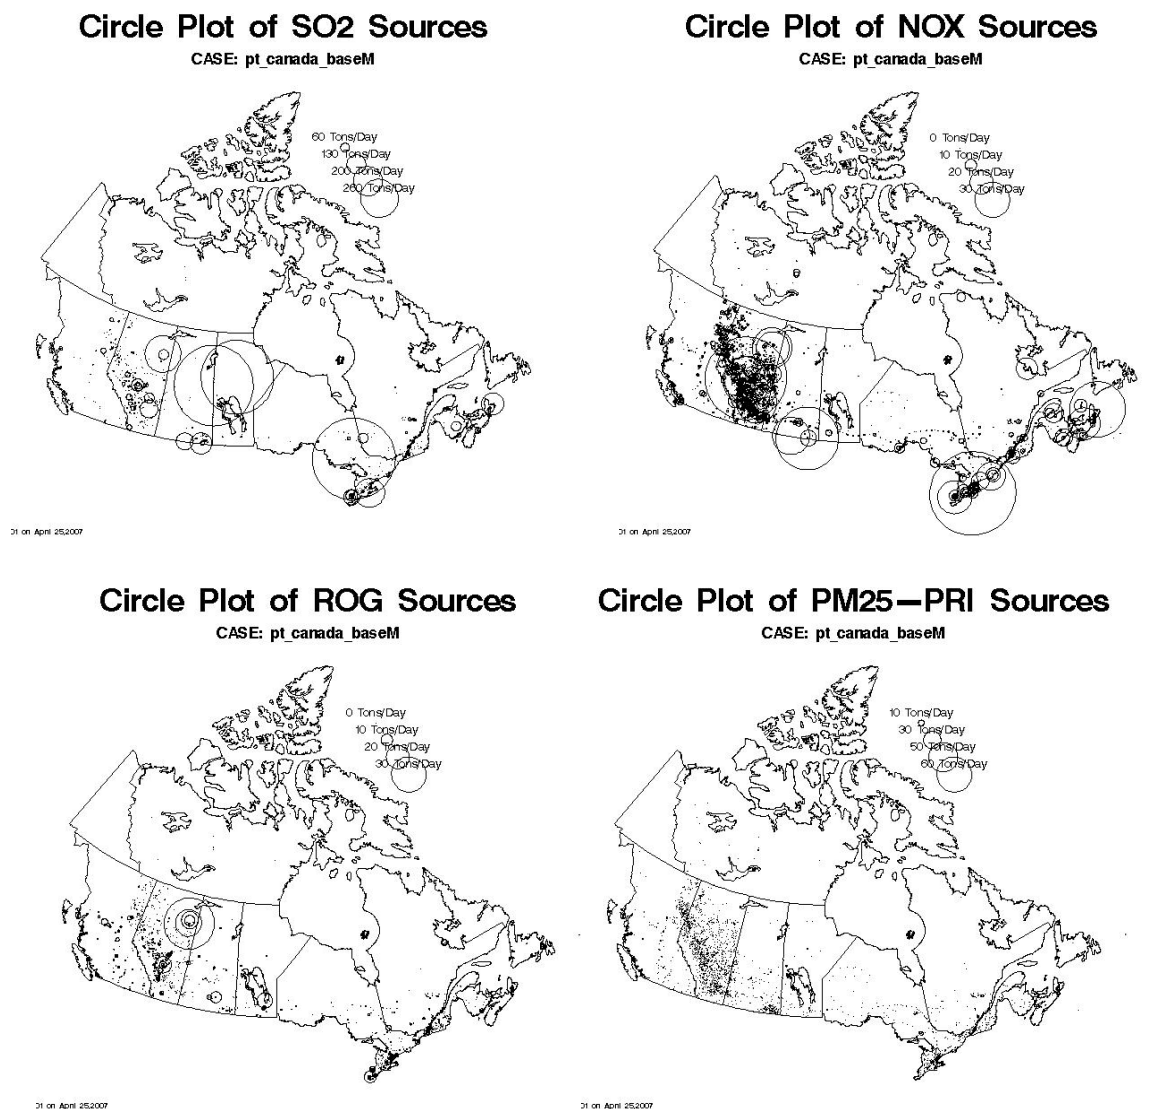 Circle Plot of SO2 Sources
CASE: pt_canada_baseM
60 Tons/Day
130 Tons/Day
200 Tons/Day
260 Tons/Day
01 on April 25,2007
Circle Plot of NOX Sources
CASE: pt_canada_baseM
0 Tons/Day
10 Tons/Day
20 Tons/Day
30 Tons/Day
01 on April 25,2007
Circle Plot of ROG Sources
CASE: pt_canada_baseM
0 Tons/Day
10 Tons/Day
20 Tons/Day
30 Tons/Day
01 on April 25,2007
Circle Plot of PM25—PRI Sources
CASE: pt_canada_baseM
10 Tons/Day
30 Tons/Day
50 Tons/Day
60 Tons/Day
01 on April 25,2007